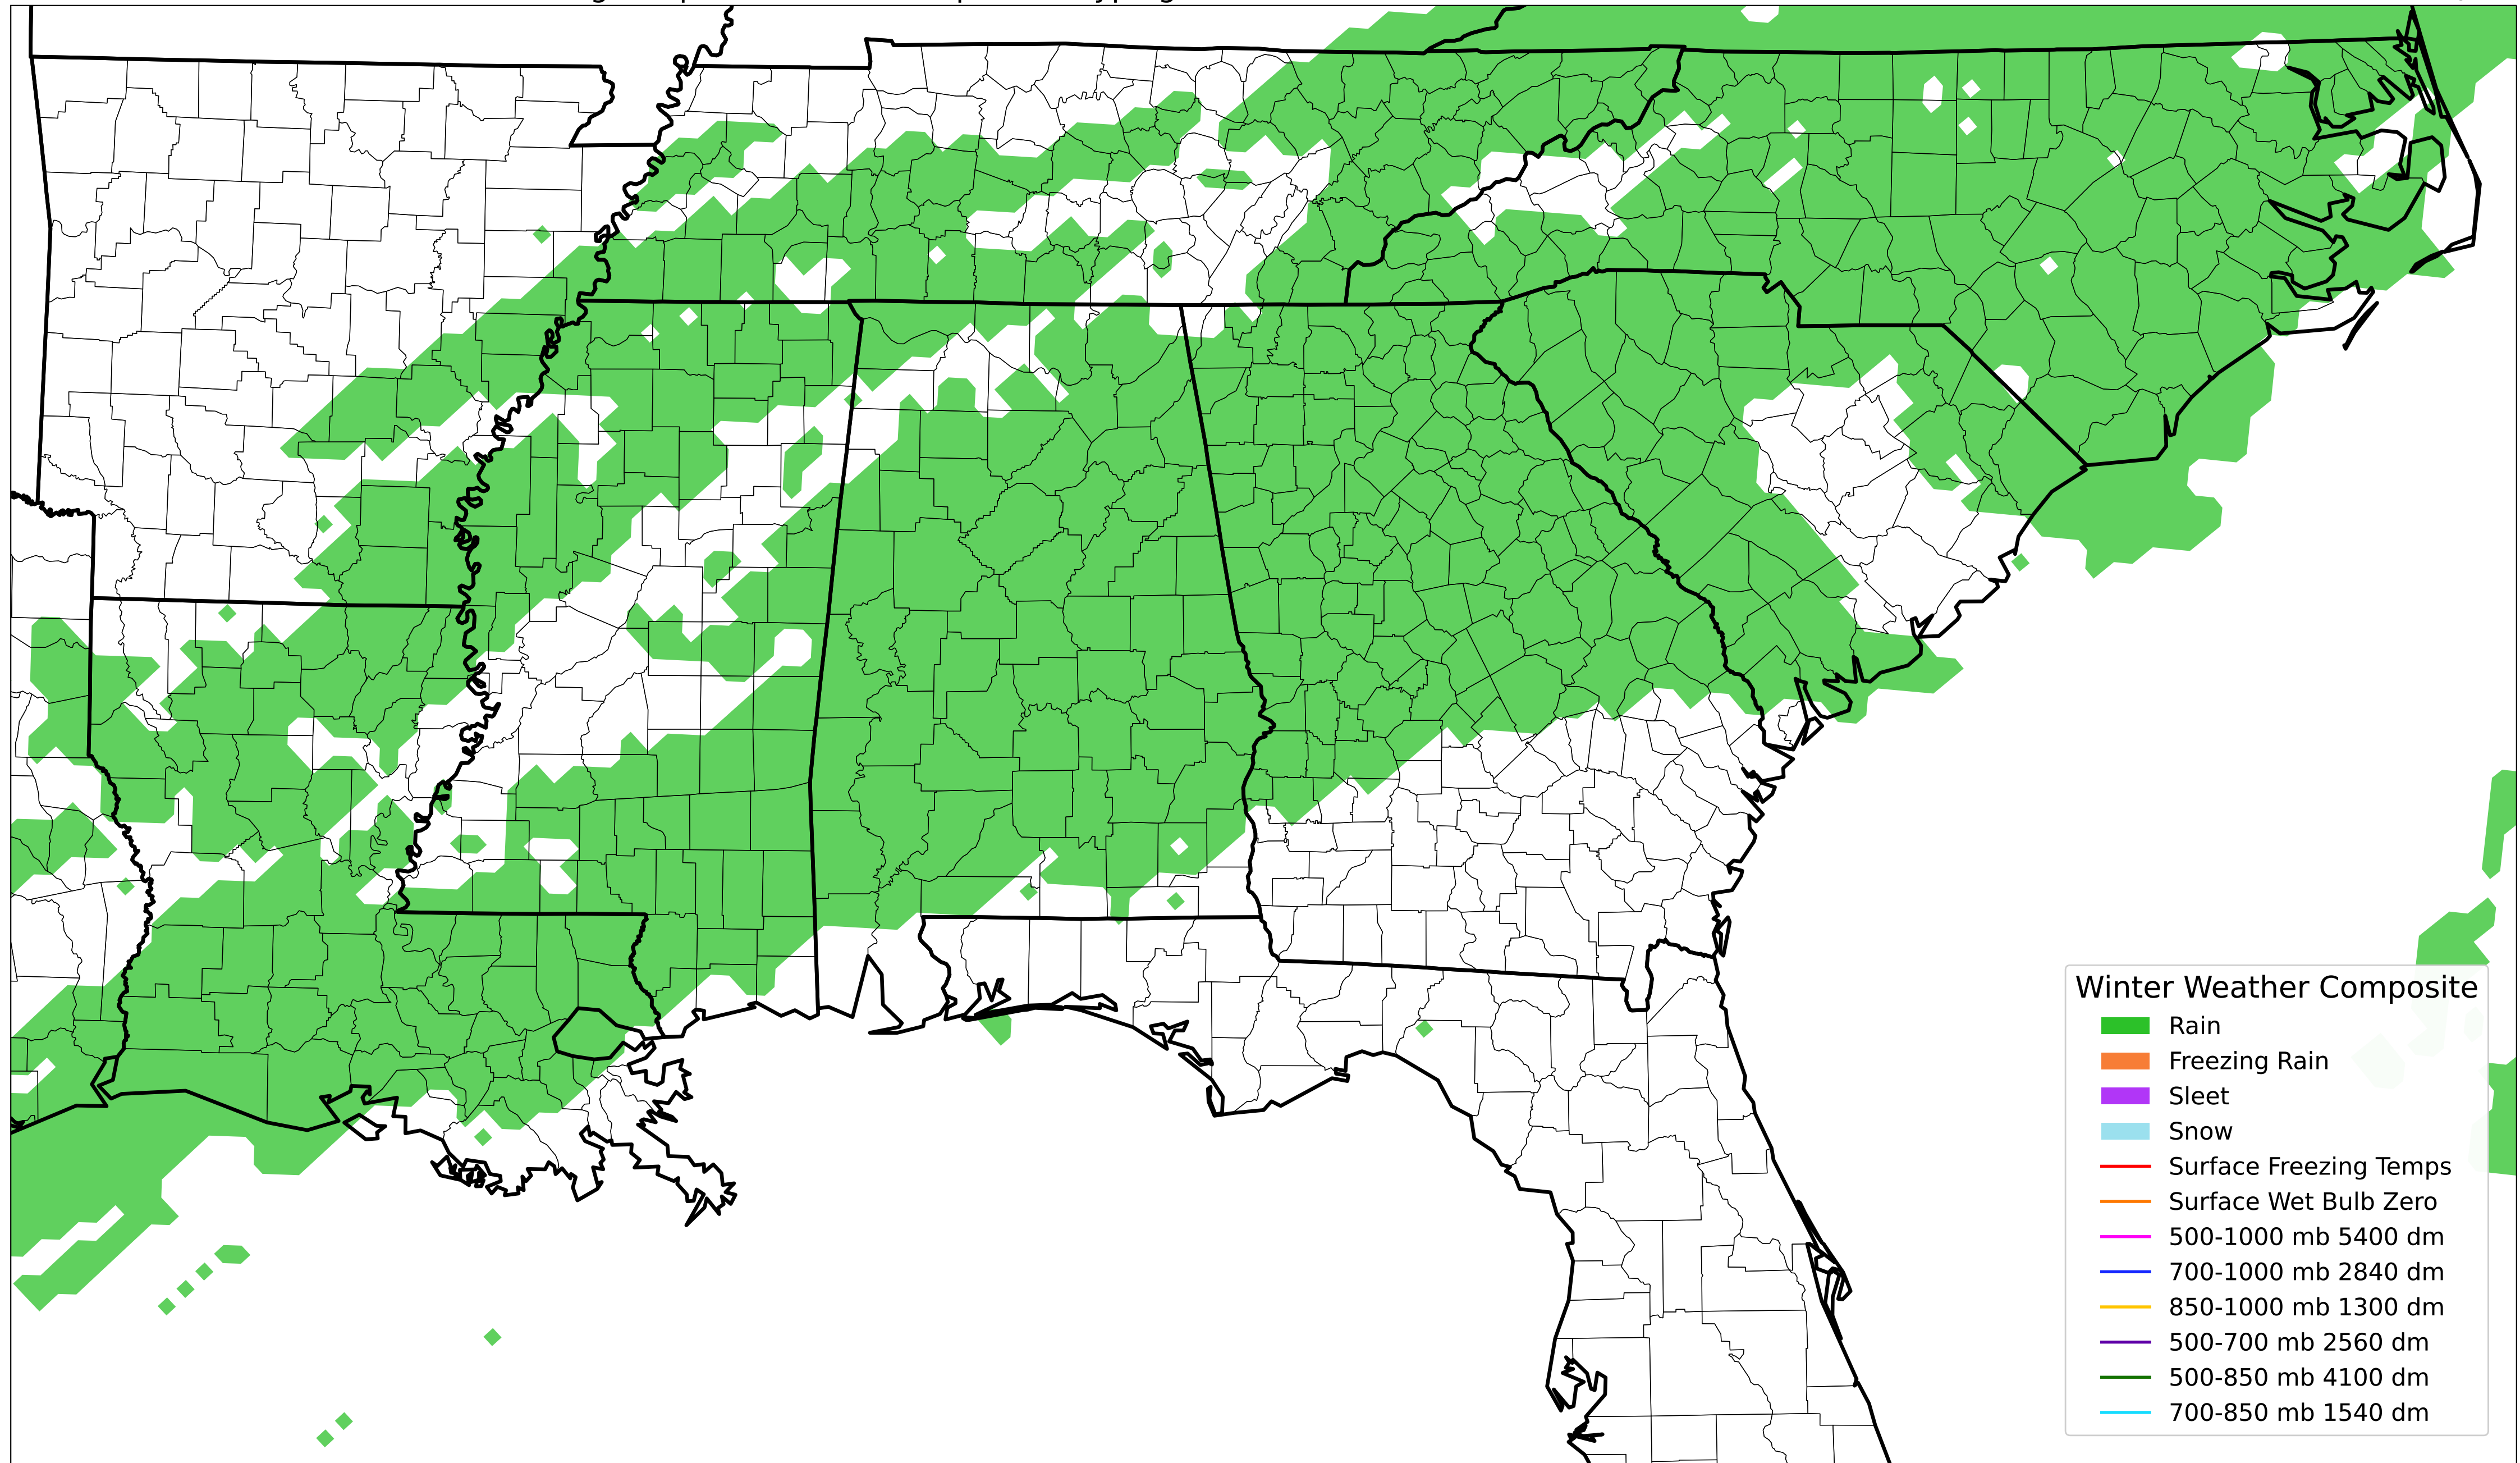 Winter Weather Composite
Rain
Freezing Rain
Sleet
Snow
Surface Freezing Temps
Surface Wet Bulb Zero
500-1000 mb 5400 dm
700-1000 mb 2840 dm
850-1000 mb 1300 dm
500-700 mb 2560 dm
500-850 mb 4100 dm
700-850 mb 1540 dm